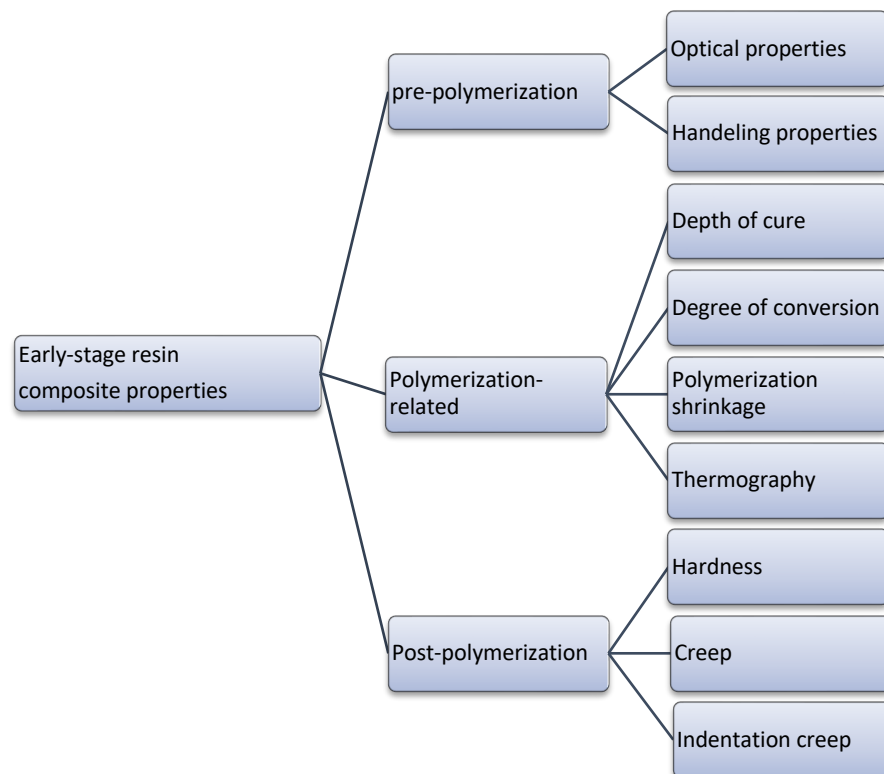 Early-stage resin
composite properties
pre-polymerization
Optical properties
Handeling properties
Polymerization-
related
Depth of cure
Degree of conversion
Polymerization
shrinkage
Thermography
Post-polymerization
Hardness
Creep
Indentation creep